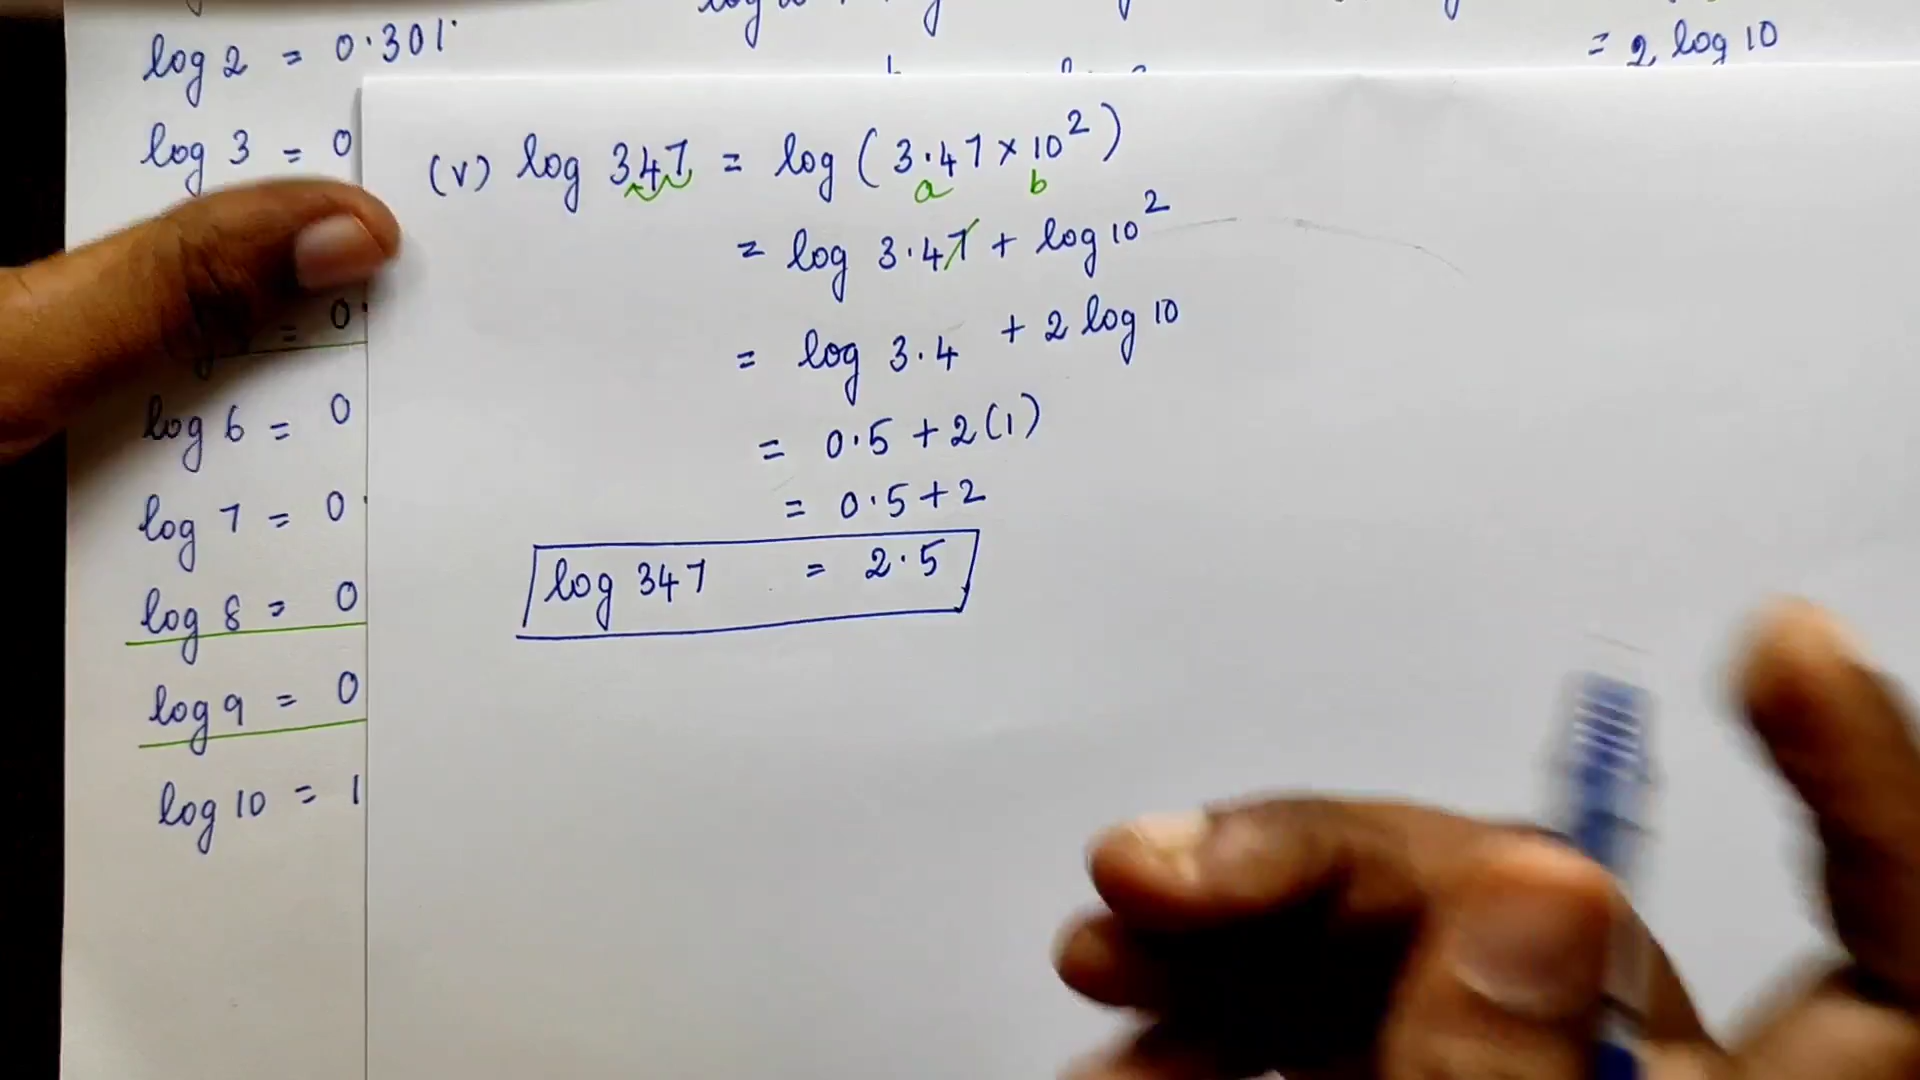 log 2 = 0.301
= 2 log 10
log 3 = 0
= 0.
log 6 = 0
log 7 = 0
log 8 = 0
log 9 = 0
log 10 = 1
(v) log 347 = log (3.47 × 10²)
a b
= log 3.47 + log 10²
= log 3.4 + 2 log 10
= 0.5 + 2(1)
= 0.5 + 2
log 347 = 2.5